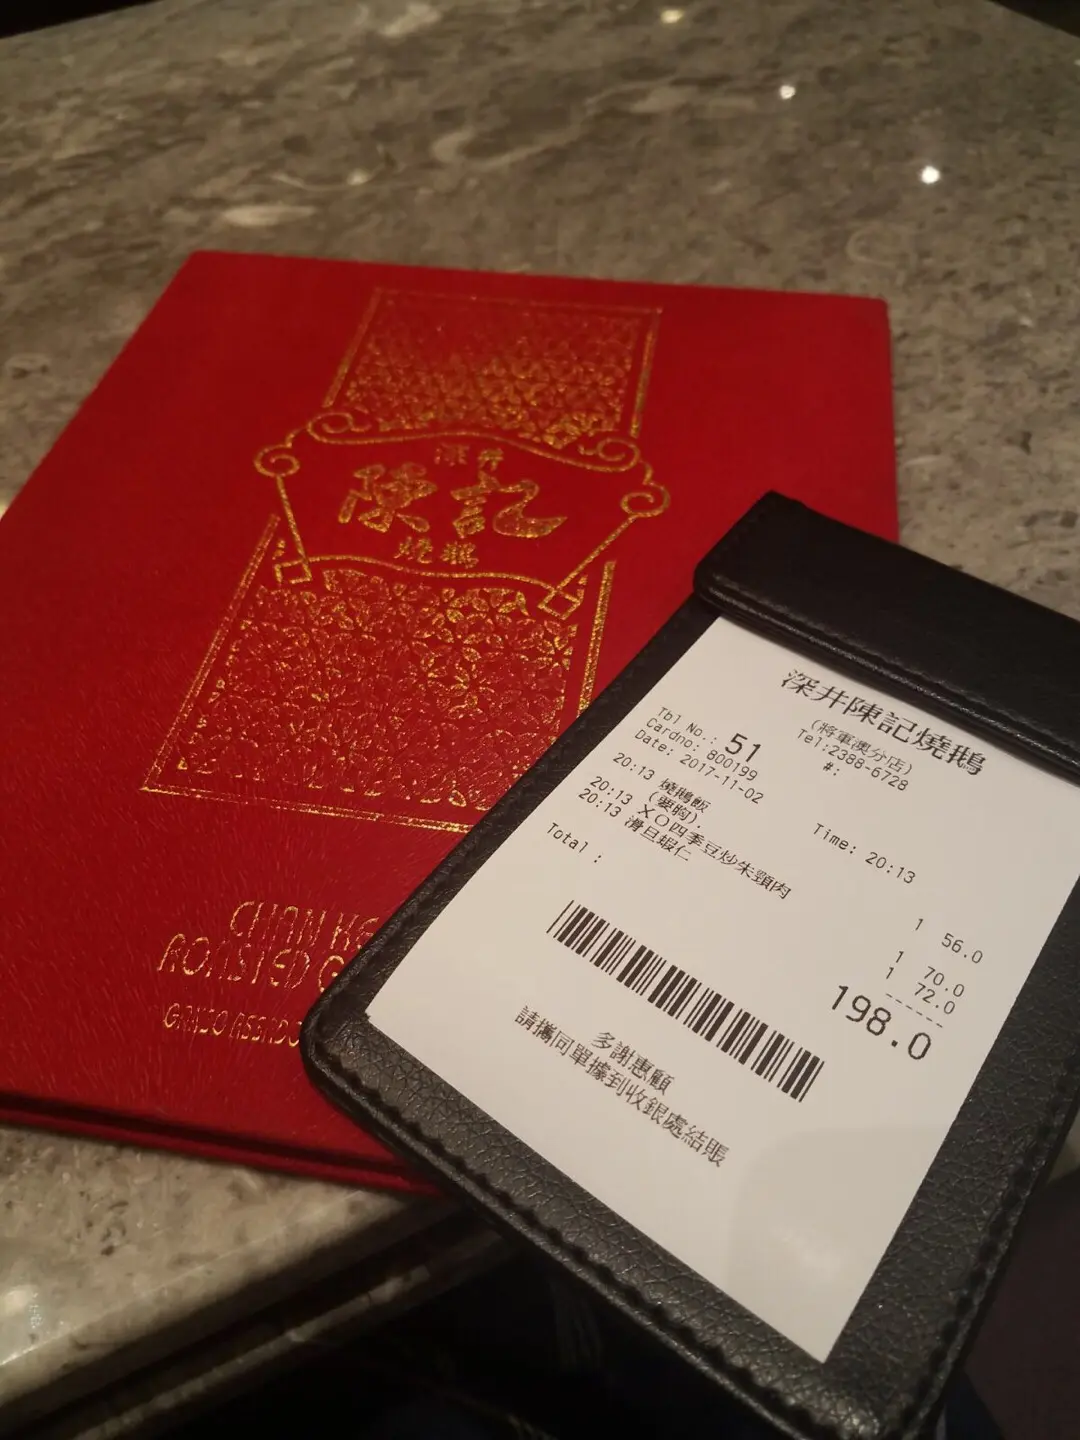 深井
陳記
燒鵝
CHAN KE
ROASTED G
深井陳記燒鵝
(將軍澳分店)
Tel:2388-6728
#:
Tbl No.: 51
Cardno: 800199
Date: 2017-11-02 Time: 20:13
20:13 燒鵝飯 1 56.0
(要胸).
20:13 XO四季豆炒朱頸肉 1 70.0
20:13 滑旦蝦仁 1 72.0
------
Total : 198.0
多謝惠顧
請攜同單據到收銀處結賬